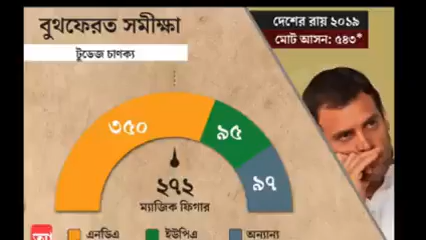 বুথফেরত সমীক্ষা
টুডেজ চাণক্য
দেশের রায় ২০১৯
মোট আসন: ৫৪৩*
৩৫০
৯৫
৯৭
২৭২
ম্যাজিক ফিগার
এনডিএ
ইউপিএ
অন্যান্য